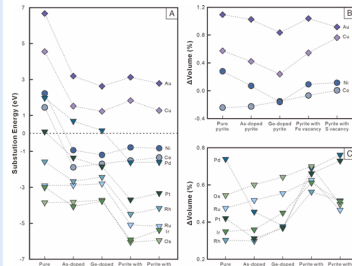 A
7
5
3
1
-1
-3
-5
-7
0
Substation Energy (eV)
Au
Cu
Ni
Co
Pd
Pt
Rh
Ru
Ir
Os
Pure
As-doped
Ge-doped
Pyrite with
Pyrite with
B
1.2
0.8
0.4
0.0
-0.4
ΔVolume (%)
Au
Cu
Ni
Co
Pure
pyrite
As-doped
pyrite
Ge-doped
pyrite
Pyrite with
Fe vacancy
Pyrite with
S vacancy
C
0.8
0.6
0.4
0.2
ΔVolume (%)
Pd
Os
Ru
Pt
Ir
Rh
Pure
As-doped
Ge-doped
Pyrite with
Pyrite with